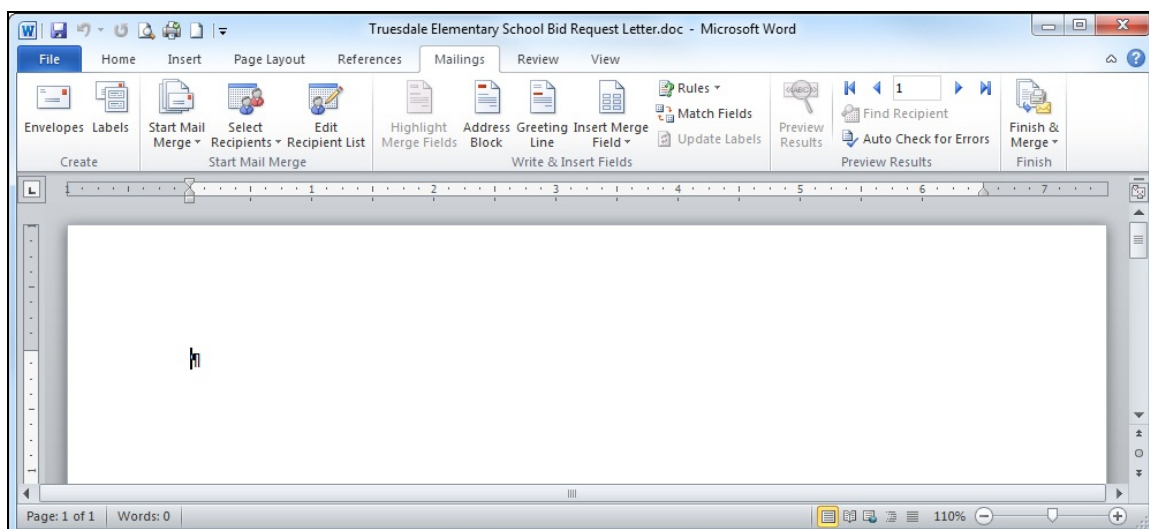 Truesdale Elementary School Bid Request Letter.doc - Microsoft Word
File Home Insert Page Layout References Mailings Review View
Envelopes Labels Start Mail Merge Select Recipients Edit Recipient List Highlight Merge Fields Address Block Greeting Line Insert Merge Field Rules Match Fields Update Labels Preview Results 1 Find Recipient Auto Check for Errors Finish & Merge
Create Start Mail Merge Write & Insert Fields Preview Results Finish
1 1 2 3 4 5 6 7
¶
Page: 1 of 1 Words: 0 110%